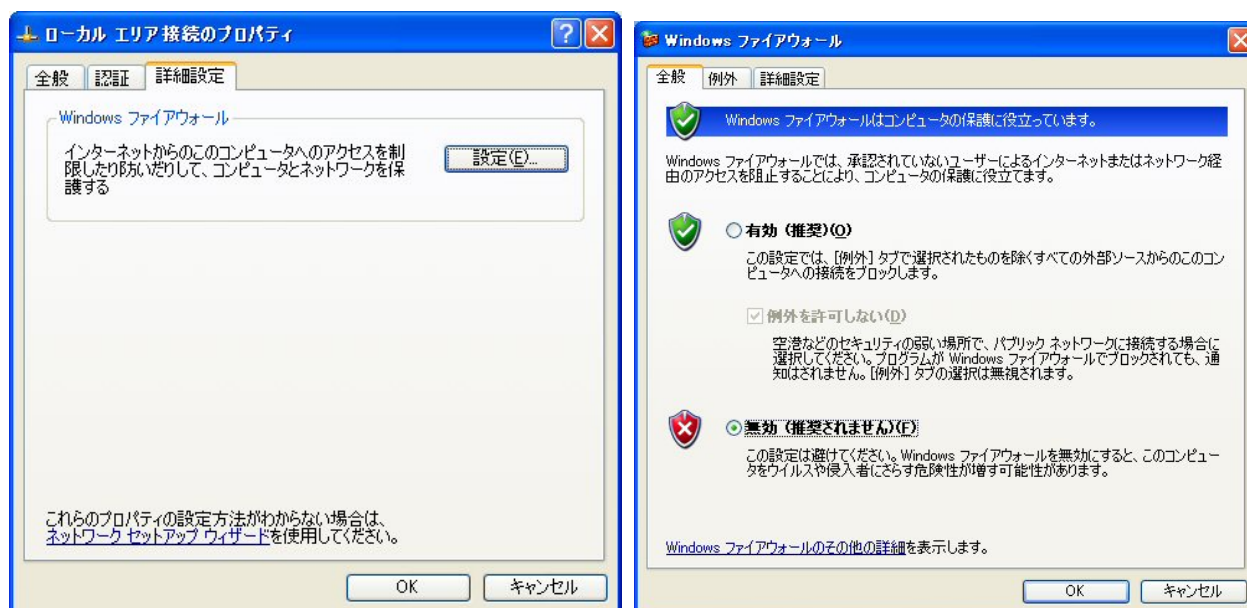 ローカル エリア接続のプロパティ
全般
認証
詳細設定
Windows ファイアウォール
インターネットからのこのコンピュータへのアクセスを制
限したり防いだりして、コンピュータとネットワークを保
護する
設定(E)...
これらのプロパティの設定方法がわからない場合は、
ネットワーク セットアップ ウィザードを使用してください。
OK
キャンセル
Windows ファイアウォール
全般
例外
詳細設定
Windows ファイアウォールはコンピュータの保護に役立っています。
Windows ファイアウォールでは、承認されていないユーザーによるインターネットまたはネットワーク経
由のアクセスを阻止することにより、コンピュータの保護に役立てます。
有効 (推奨)(O)
この設定では、[例外] タブで選択されたものを除くすべての外部ソースからのこのコン
ピュータへの接続をブロックします。
例外を許可しない(D)
空港などのセキュリティの弱い場所で、パブリック ネットワークに接続する場合に
選択してください。プログラムが Windows ファイアウォールでブロックされても、通
知はされません。[例外] タブの選択は無視されます。
無効 (推奨されません)(F)
この設定は避けてください。Windows ファイアウォールを無効にすると、このコンピュー
タをウイルスや侵入者にさらす危険性が増す可能性があります。
Windows ファイアウォールのその他の詳細を表示します。
OK
キャンセル